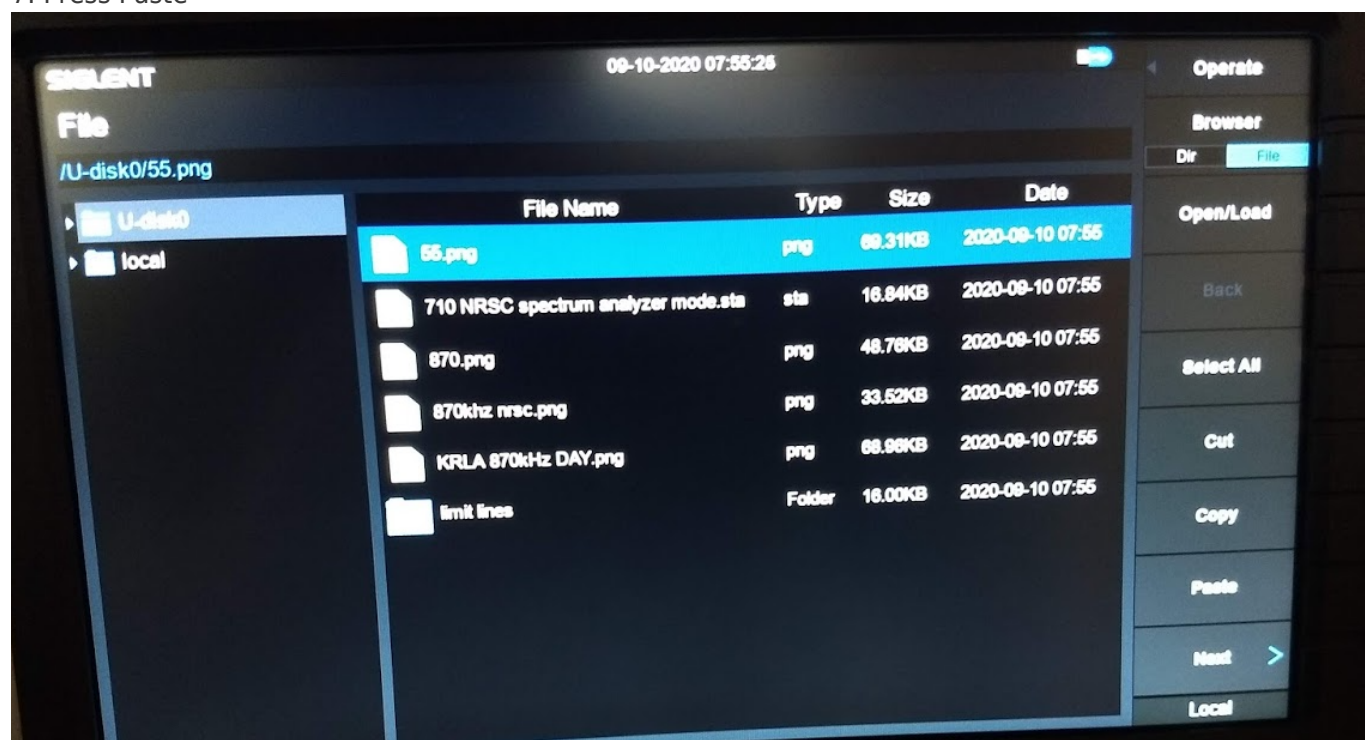 Press Paste
SIGLENT
09-10-2020 07:55:26
Operate
File
Browser
Dir File
/U-disk0/55.png
U-disk0
local
File Name Type Size Date
55.png png 69.31KB 2020-09-10 07:55
710 NRSC spectrum analyzer mode.sta sta 16.84KB 2020-09-10 07:55
870.png png 48.76KB 2020-09-10 07:55
870khz nrsc.png png 33.52KB 2020-09-10 07:55
KRLA 870kHz DAY.png png 68.96KB 2020-09-10 07:55
limit lines Folder 16.00KB 2020-09-10 07:55
Open/Load
Back
Select All
Cut
Copy
Paste
Next >
Local